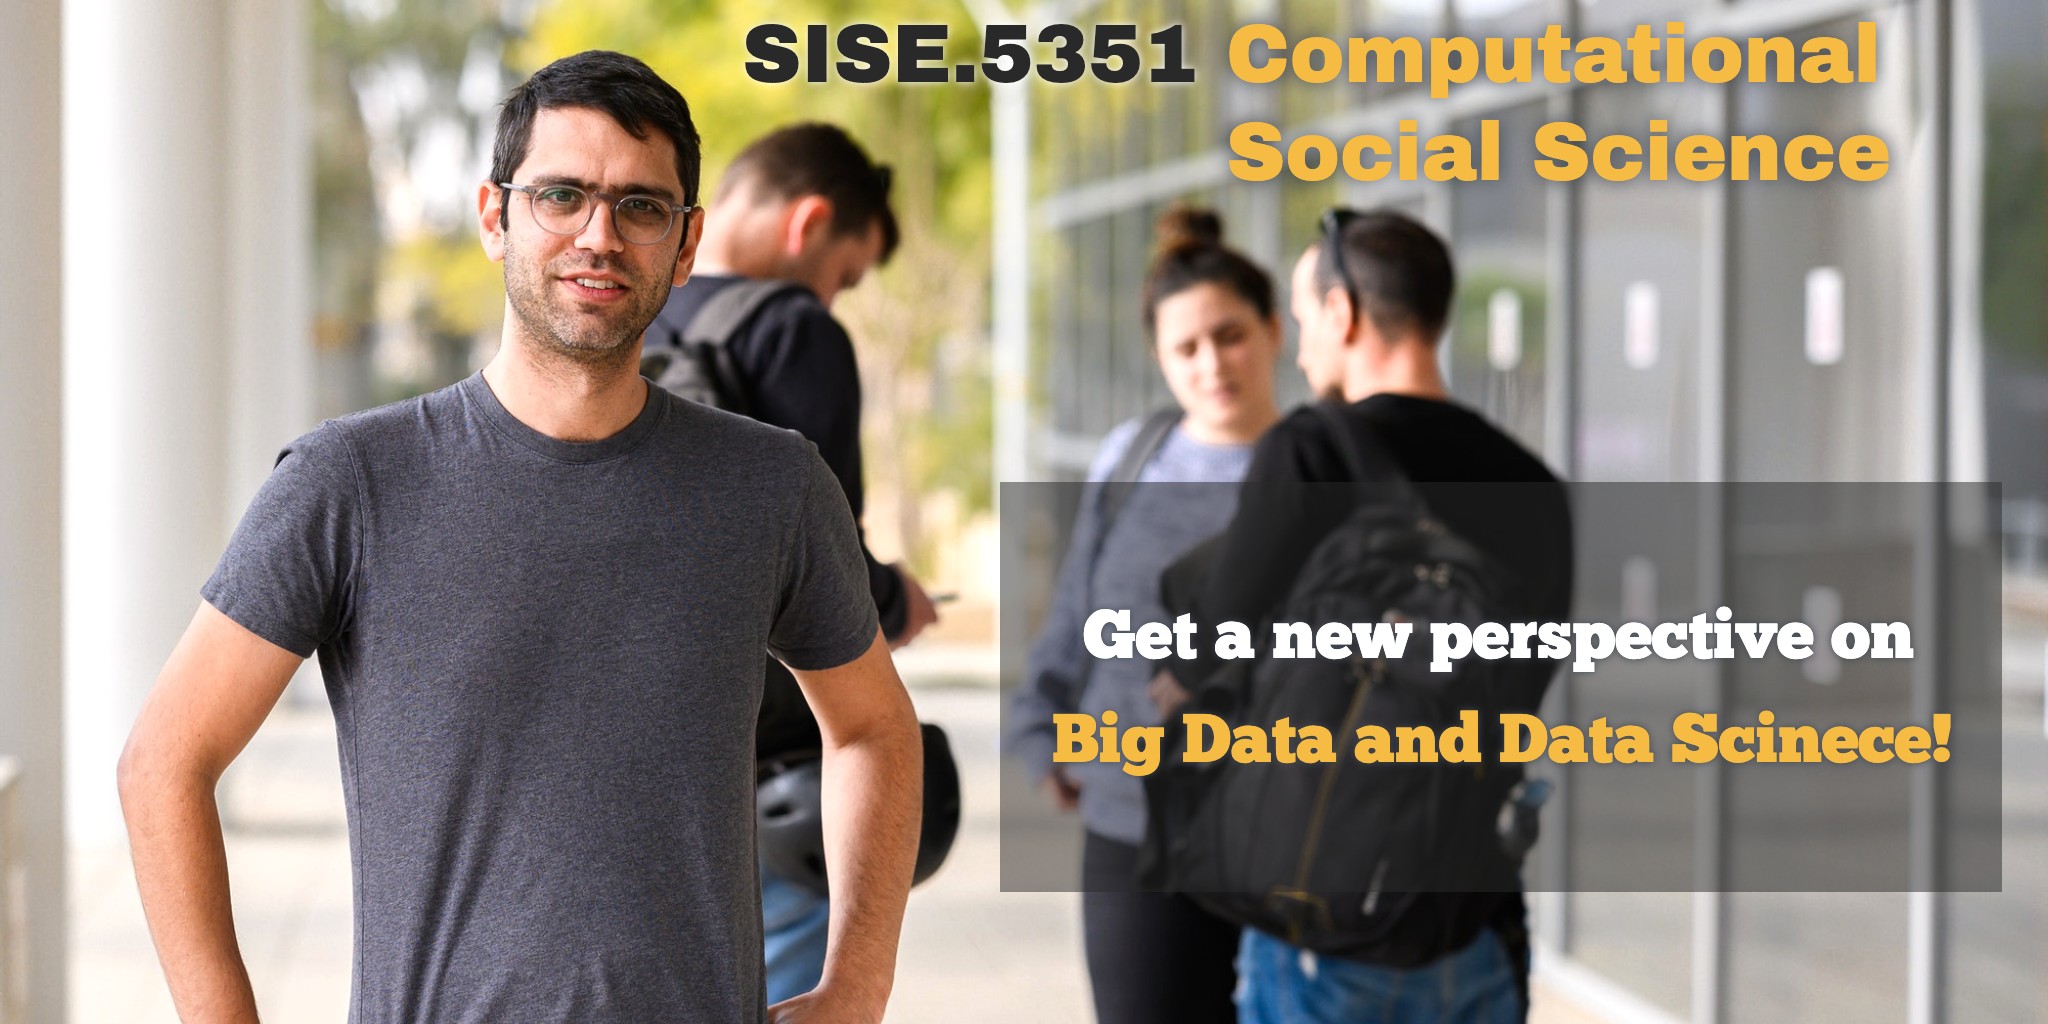 SISE.5351 Computational
Social Science
Get a new perspective on
Big Data and Data Scinece!